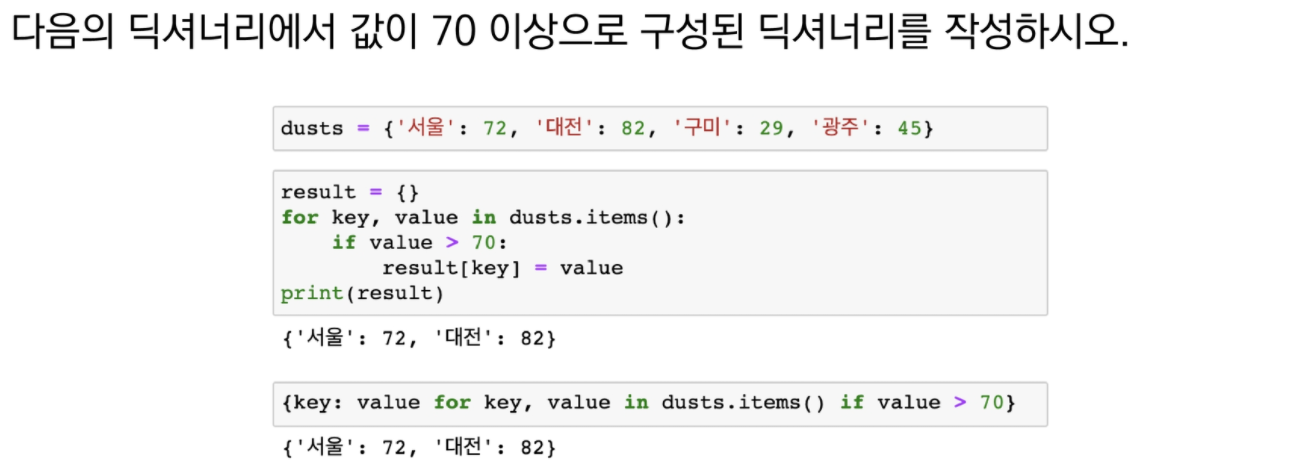 다음의 딕셔너리에서 값이 70 이상으로 구성된 딕셔너리를 작성하시오.
dusts = {'서울': 72, '대전': 82, '구미': 29, '광주': 45}
result = {}
for key, value in dusts.items():
    if value > 70:
        result[key] = value
print(result)
{'서울': 72, '대전': 82}
{key: value for key, value in dusts.items() if value > 70}
{'서울': 72, '대전': 82}